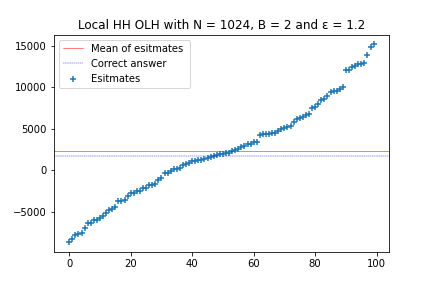 Local HH OLH with N = 1024, B = 2 and ε = 1.2
Mean of esitmates
Correct answer
Esitmates
15000
10000
5000
0
−5000
0 20 40 60 80 100